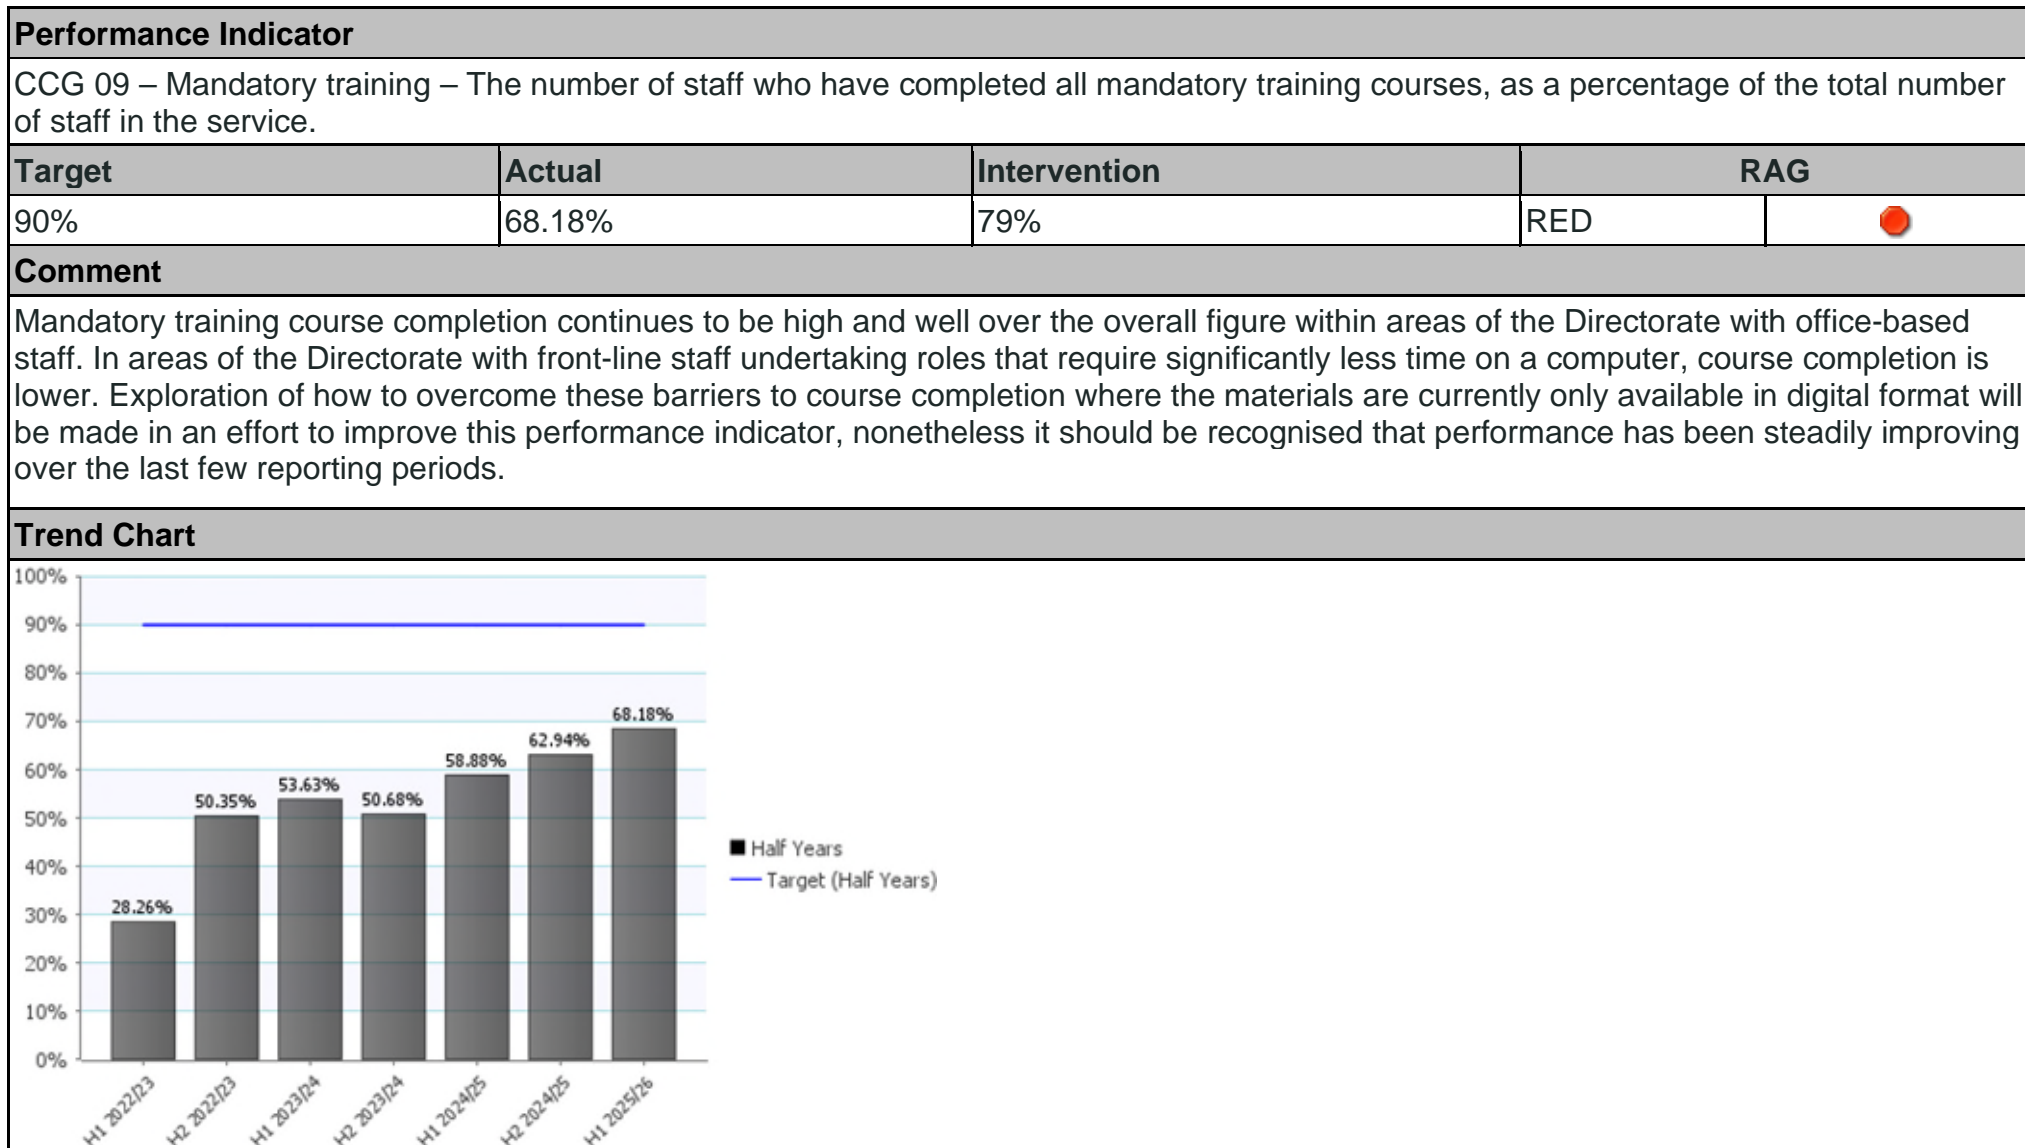 Performance Indicator
CCG 09 – Mandatory training – The number of staff who have completed all mandatory training courses, as a percentage of the total number
of staff in the service.
Target Actual Intervention RAG
90% 68.18% 79% RED
Comment
Mandatory training course completion continues to be high and well over the overall figure within areas of the Directorate with office-based
staff. In areas of the Directorate with front-line staff undertaking roles that require significantly less time on a computer, course completion is
lower. Exploration of how to overcome these barriers to course completion where the materials are currently only available in digital format will
be made in an effort to improve this performance indicator, nonetheless it should be recognised that performance has been steadily improving
over the last few reporting periods.
Trend Chart
100%
90%
80%
70%
60%
50%
40%
30%
20%
10%
0%
28.26%
50.35%
53.63%
50.68%
58.88%
62.94%
68.18%
H1 2022/23
H2 2022/23
H1 2023/24
H2 2023/24
H1 2024/25
H2 2024/25
H1 2025/26
Half Years
Target (Half Years)